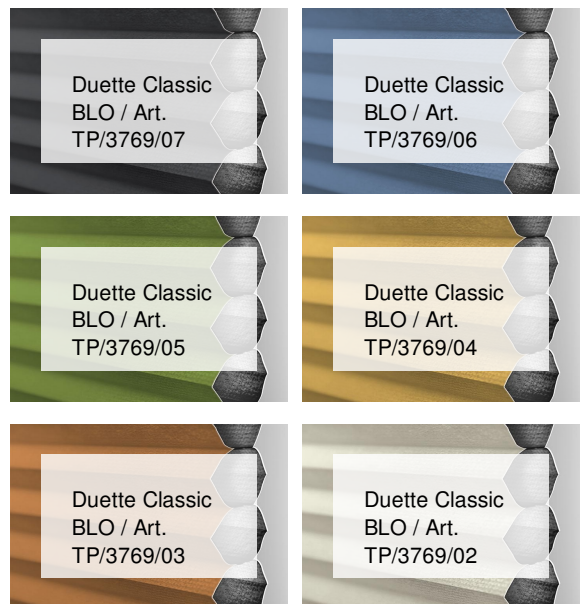 Duette Classic
BLO / Art.
TP/3769/07
Duette Classic
BLO / Art.
TP/3769/06
Duette Classic
BLO / Art.
TP/3769/05
Duette Classic
BLO / Art.
TP/3769/04
Duette Classic
BLO / Art.
TP/3769/03
Duette Classic
BLO / Art.
TP/3769/02